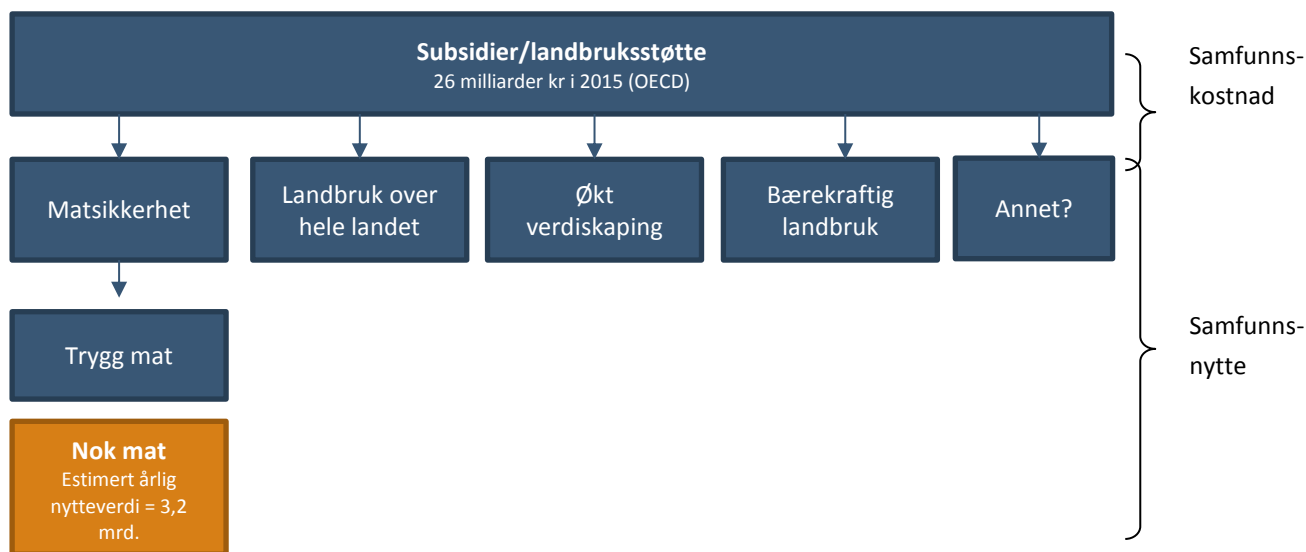 Subsidier/landbruksstøtte
26 milliarder kr i 2015 (OECD)
Samfunns-
kostnad
Matsikkerhet
Landbruk over
hele landet
Økt
verdiskaping
Bærekraftig
landbruk
Annet?
Trygg mat
Samfunns-
nytte
Nok mat
Estimert årlig
nytteverdi = 3,2
mrd.